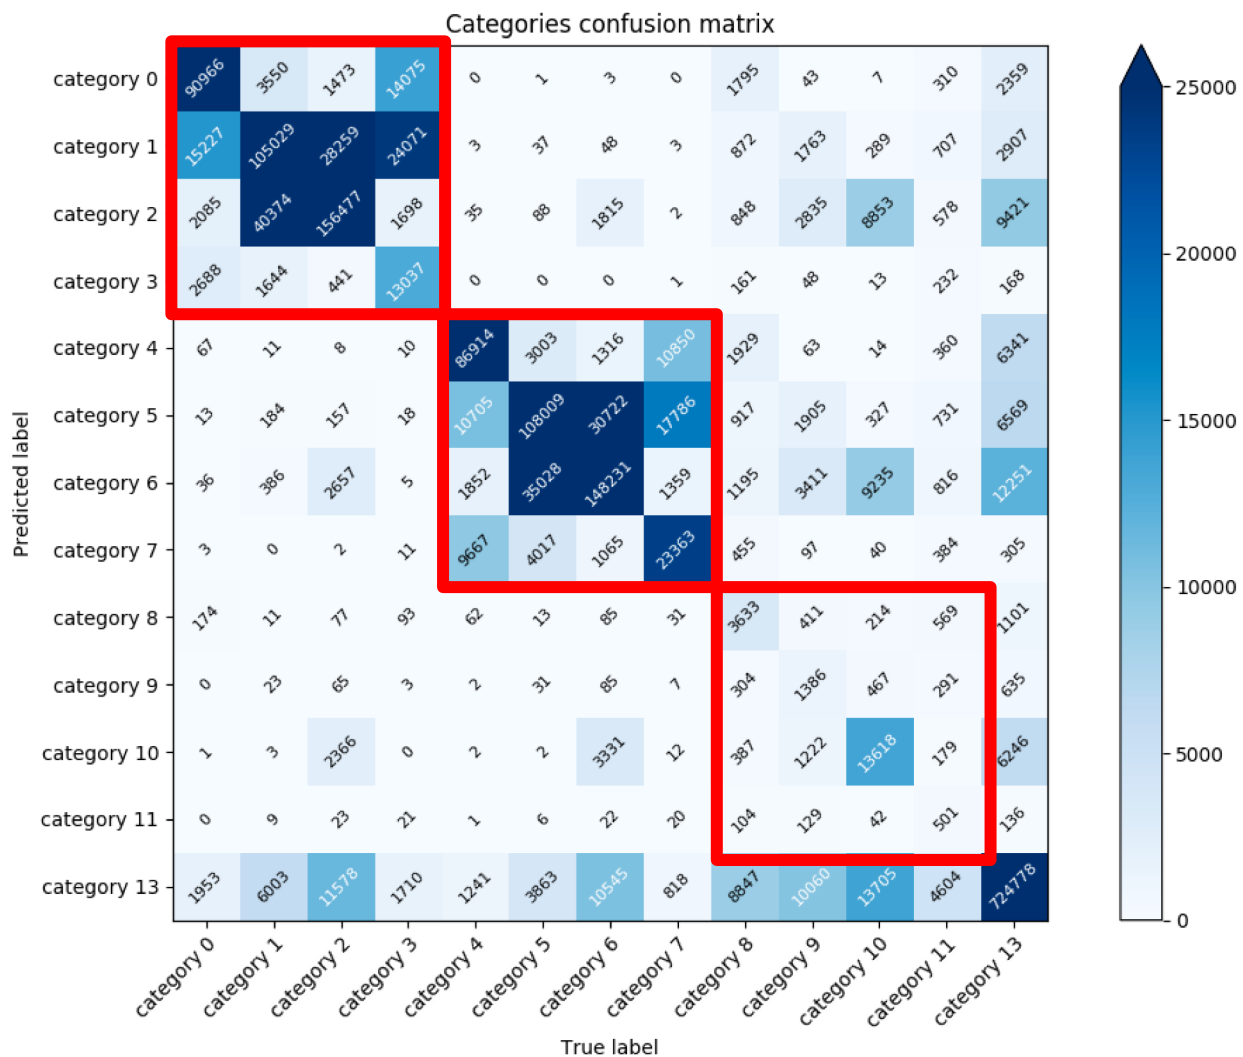 Categories confusion matrix
category 0 90966 3550 1473 14075 0 1 3 0 1795 43 7 310 2359
category 1 15227 105029 28259 24071 3 37 48 3 872 1763 289 707 2907
category 2 2085 40374 156477 1698 35 88 1815 2 848 2835 8853 578 9421
category 3 2688 1644 441 13037 0 0 0 1 161 48 13 232 168
category 4 67 11 8 10 86914 3003 1316 10850 1929 63 14 360 6341
category 5 13 184 157 18 10705 108009 30722 17786 917 1905 327 731 6569
category 6 36 386 2657 5 1852 35028 148231 1359 1195 3411 9235 816 12251
category 7 3 0 2 11 9667 4017 1065 23363 455 97 40 384 305
category 8 174 11 77 93 62 13 85 31 3633 411 214 569 1101
category 9 0 23 65 3 2 31 85 7 304 1386 467 291 635
category 10 1 3 2366 0 2 2 3331 12 387 1222 13618 179 6246
category 11 0 9 23 21 1 6 22 20 104 129 42 501 136
category 13 1953 6003 11578 1710 1241 3863 10545 818 8847 10060 13705 4604 724778
category 0 category 1 category 2 category 3 category 4 category 5 category 6 category 7 category 8 category 9 category 10 category 11 category 13
True label
Predicted label
25000
20000
15000
10000
5000
0